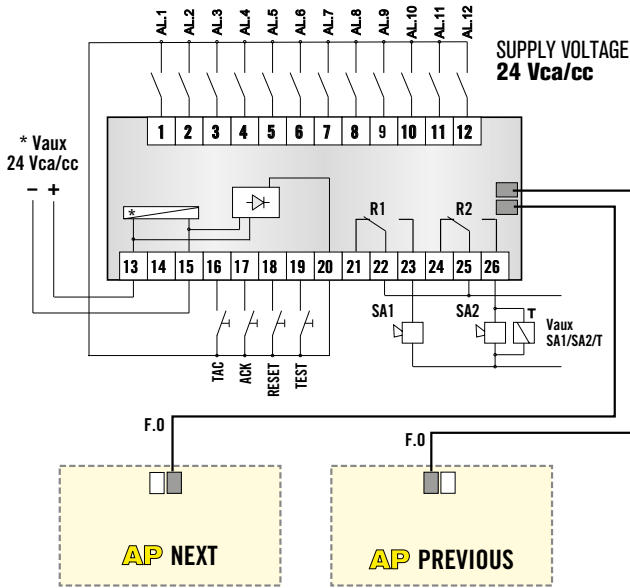 AL.1 AL.2 AL.3 AL.4 AL.5 AL.6 AL.7 AL.8 AL.9 AL.10 AL.11 AL.12
SUPPLY VOLTAGE
24 Vca/cc
1 2 3 4 5 6 7 8 9 10 11 12
* Vaux
24 Vca/cc
– +
*
R1 R2
13 14 15 16 17 18 19 20 21 22 23 24 25 26
SA1 SA2 T
Vaux
SA1/SA2/T
TAC ACK RESET TEST
F.O
F.O
AP NEXT
AP PREVIOUS